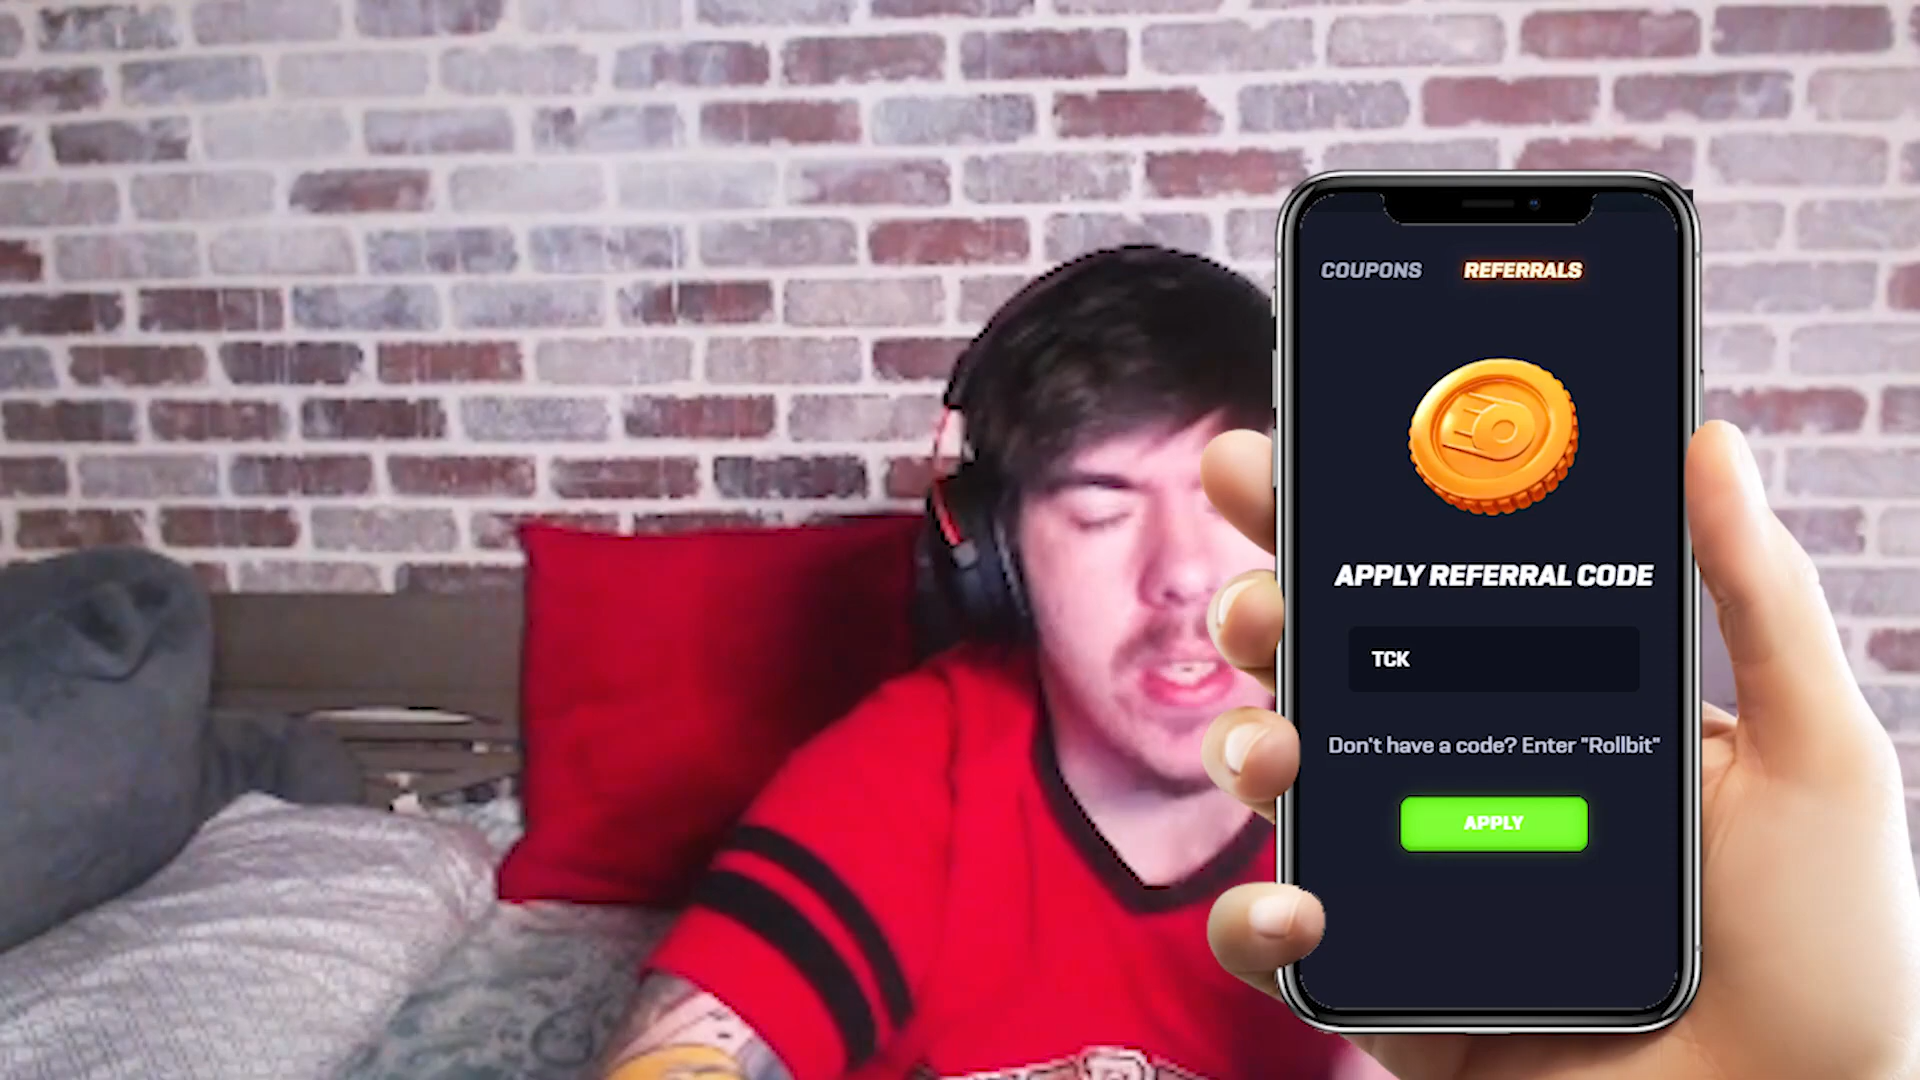 COUPONS REFERRALS
APPLY REFERRAL CODE
TCK
Don't have a code? Enter "Rollbit"
APPLY